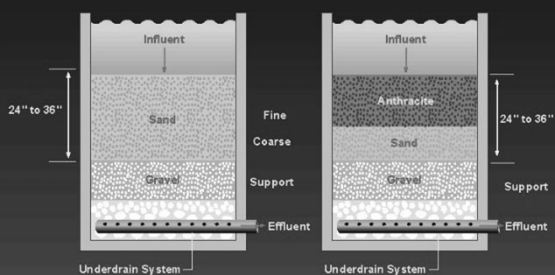 Influent
24" to 36"
Sand
Fine
Coarse
Gravel
Support
Effluent
Underdrain System
Influent
Anthracite
24" to 36"
Sand
Gravel
Support
Effluent
Underdrain System